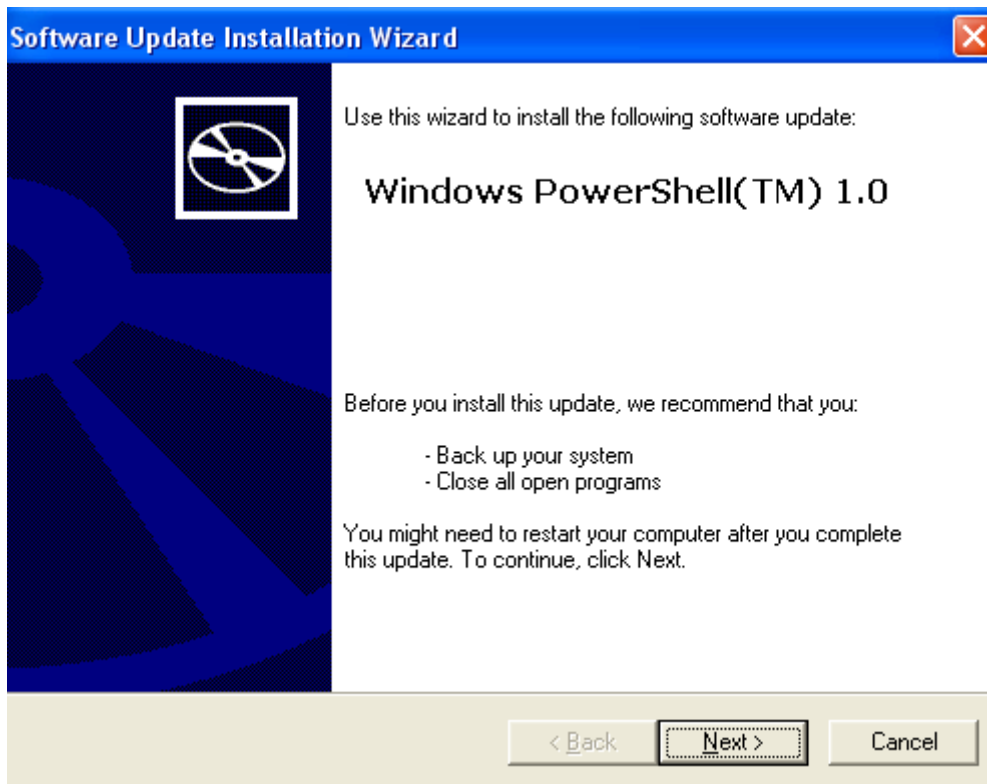 Software Update Installation Wizard
Use this wizard to install the following software update:
Windows PowerShell(TM) 1.0
Before you install this update, we recommend that you:
- Back up your system
- Close all open programs
You might need to restart your computer after you complete
this update. To continue, click Next.
< Back Next > Cancel